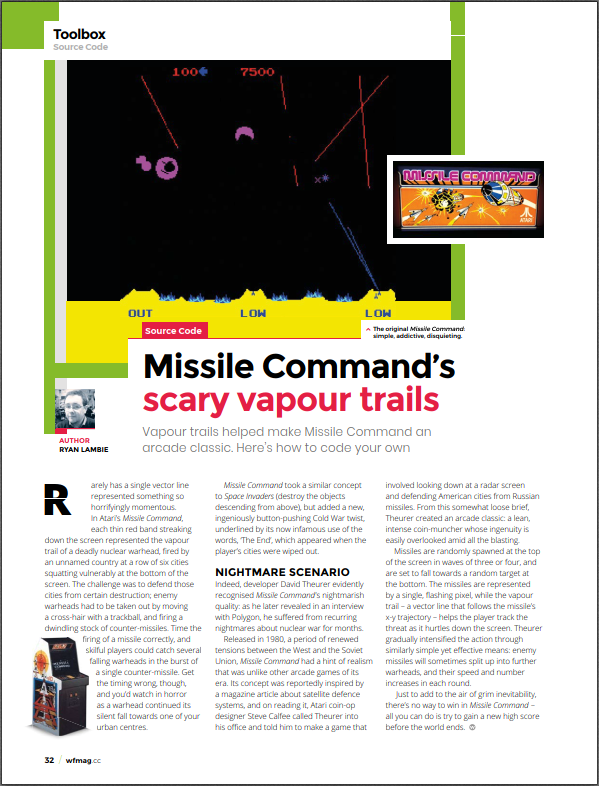 Toolbox
Source Code
100 7500
MISSILE COMMAND
ATARI
OUT LOW LOW
Source Code
The original Missile Command:
simple, addictive, disquieting.
Missile Command’s
scary vapour trails
Vapour trails helped make Missile Command an
arcade classic. Here’s how to code your own
AUTHOR
RYAN LAMBIE
Rarely has a single vector line
represented something so
horrifyingly momentous.
In Atari’s Missile Command,
each thin red band streaking
down the screen represented the vapour
trail of a deadly nuclear warhead, fired by
an unnamed country at a row of six cities
squatting vulnerably at the bottom of the
screen. The challenge was to defend those
cities from certain destruction; enemy
warheads had to be taken out by moving
a cross-hair with a trackball, and firing a
dwindling stock of counter-missiles. Time the
firing of a missile correctly, and
skilful players could catch several
falling warheads in the burst of
a single counter-missile. Get
the timing wrong, though,
and you’d watch in horror
as a warhead continued its
silent fall towards one of your
urban centres.
Missile Command took a similar concept
to Space Invaders (destroy the objects
descending from above), but added a new,
ingeniously button-pushing Cold War twist,
underlined by its now infamous use of the
words, ‘The End’, which appeared when the
player’s cities were wiped out.
NIGHTMARE SCENARIO
Indeed, developer David Theurer evidently
recognised Missile Command’s nightmarish
quality: as he later revealed in an interview
with Polygon, he suffered from recurring
nightmares about nuclear war for months.
Released in 1980, a period of renewed
tensions between the West and the Soviet
Union, Missile Command had a hint of realism
that was unlike other arcade games of its
era. Its concept was reportedly inspired by
a magazine article about satellite defence
systems, and on reading it, Atari coin-op
designer Steve Calfee called Theurer into
his office and told him to make a game that
involved looking down at a radar screen
and defending American cities from Russian
missiles. From this somewhat loose brief,
Theurer created an arcade classic: a lean,
intense coin-muncher whose ingenuity is
easily overlooked amid all the blasting.
Missiles are randomly spawned at the top
of the screen in waves of three or four, and
are set to fall towards a random target at
the bottom. The missiles are represented
by a single, flashing pixel, while the vapour
trail – a vector line that follows the missile’s
x-y trajectory – helps the player track the
threat as it hurtles down the screen. Theurer
gradually intensified the action through
similarly simple yet effective means: enemy
missiles will sometimes split up into further
warheads, and their speed and number
increases in each round.
Just to add to the air of grim inevitability,
there’s no way to win in Missile Command –
all you can do is try to gain a new high score
before the world ends.
32 / wfmag.cc